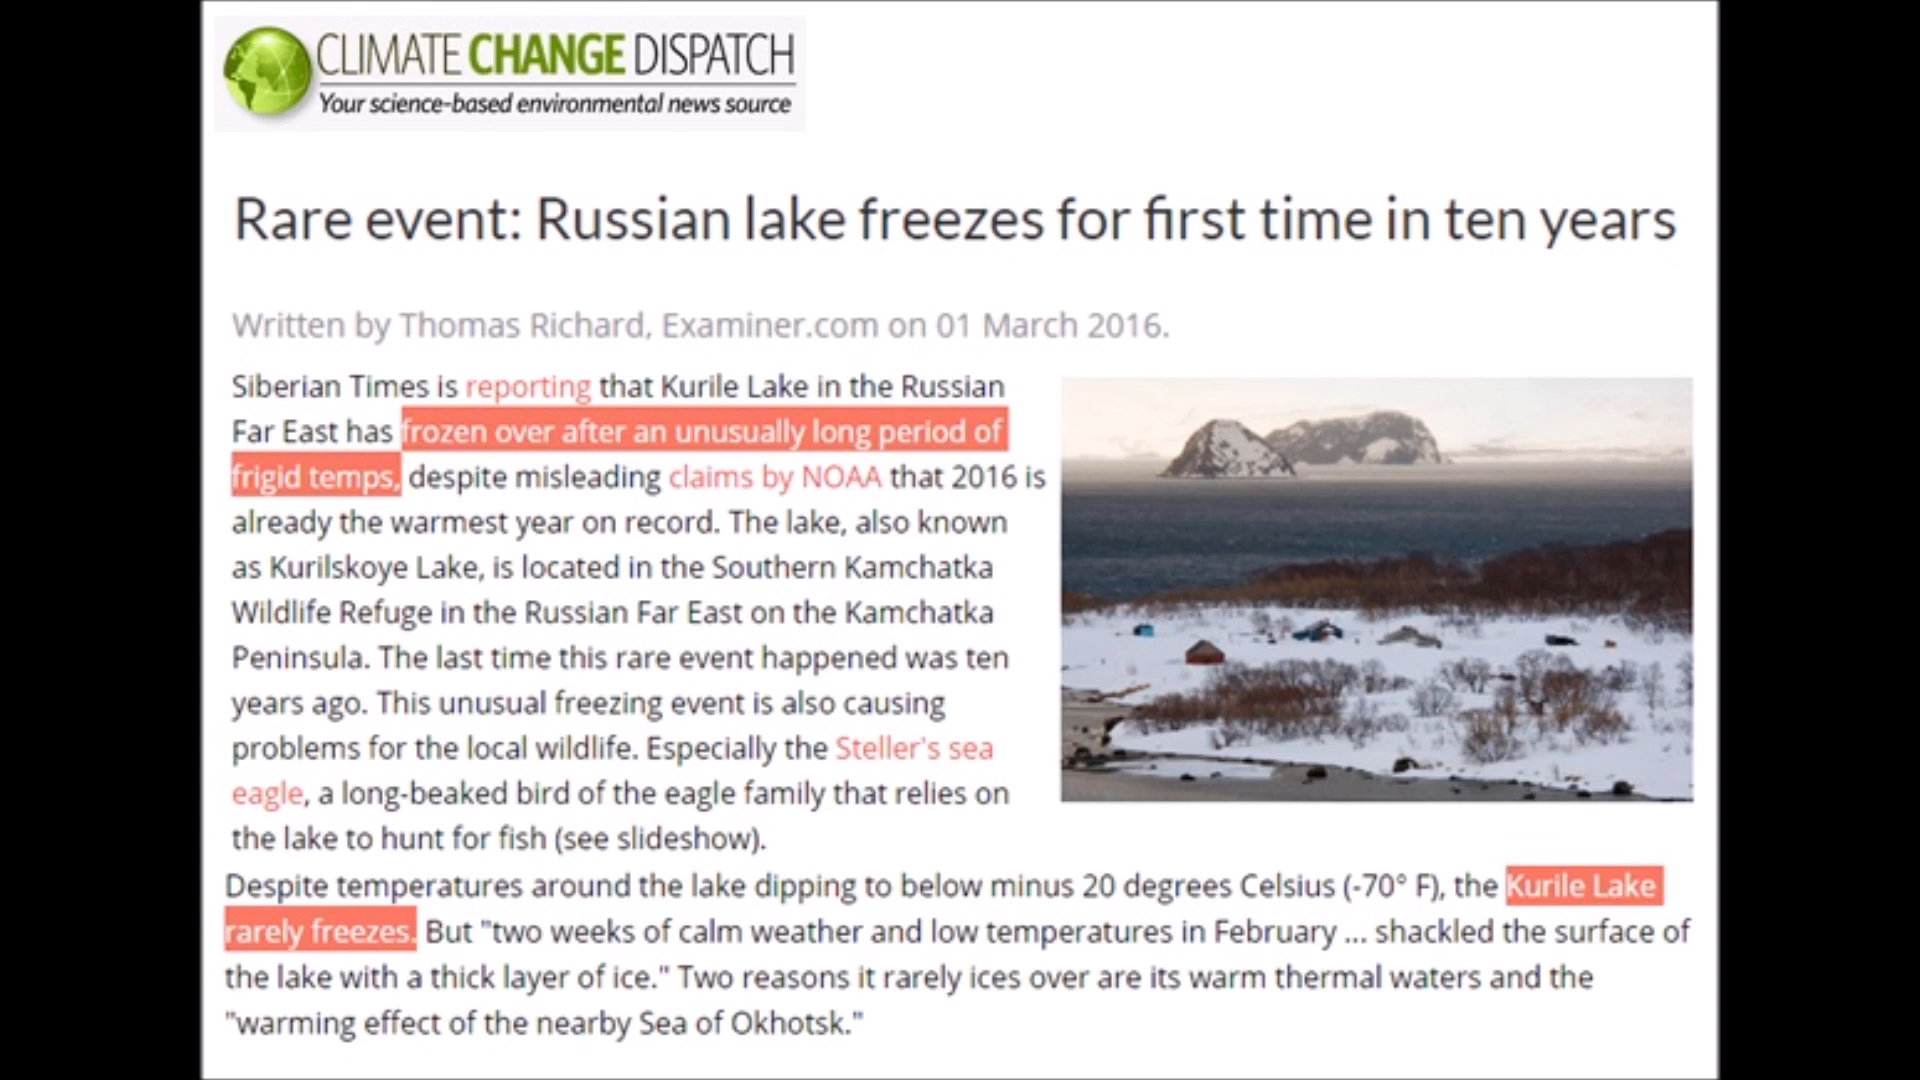 CLIMATE CHANGE DISPATCH
Your science-based environmental news source
Rare event: Russian lake freezes for first time in ten years
Written by Thomas Richard, Examiner.com on 01 March 2016.
Siberian Times is reporting that Kurile Lake in the Russian
Far East has frozen over after an unusually long period of
frigid temps, despite misleading claims by NOAA that 2016 is
already the warmest year on record. The lake, also known
as Kurilskoye Lake, is located in the Southern Kamchatka
Wildlife Refuge in the Russian Far East on the Kamchatka
Peninsula. The last time this rare event happened was ten
years ago. This unusual freezing event is also causing
problems for the local wildlife. Especially the Steller's sea
eagle, a long-beaked bird of the eagle family that relies on
the lake to hunt for fish (see slideshow).
Despite temperatures around the lake dipping to below minus 20 degrees Celsius (-70° F), the Kurile Lake
rarely freezes. But "two weeks of calm weather and low temperatures in February ... shackled the surface of
the lake with a thick layer of ice." Two reasons it rarely ices over are its warm thermal waters and the
"warming effect of the nearby Sea of Okhotsk."